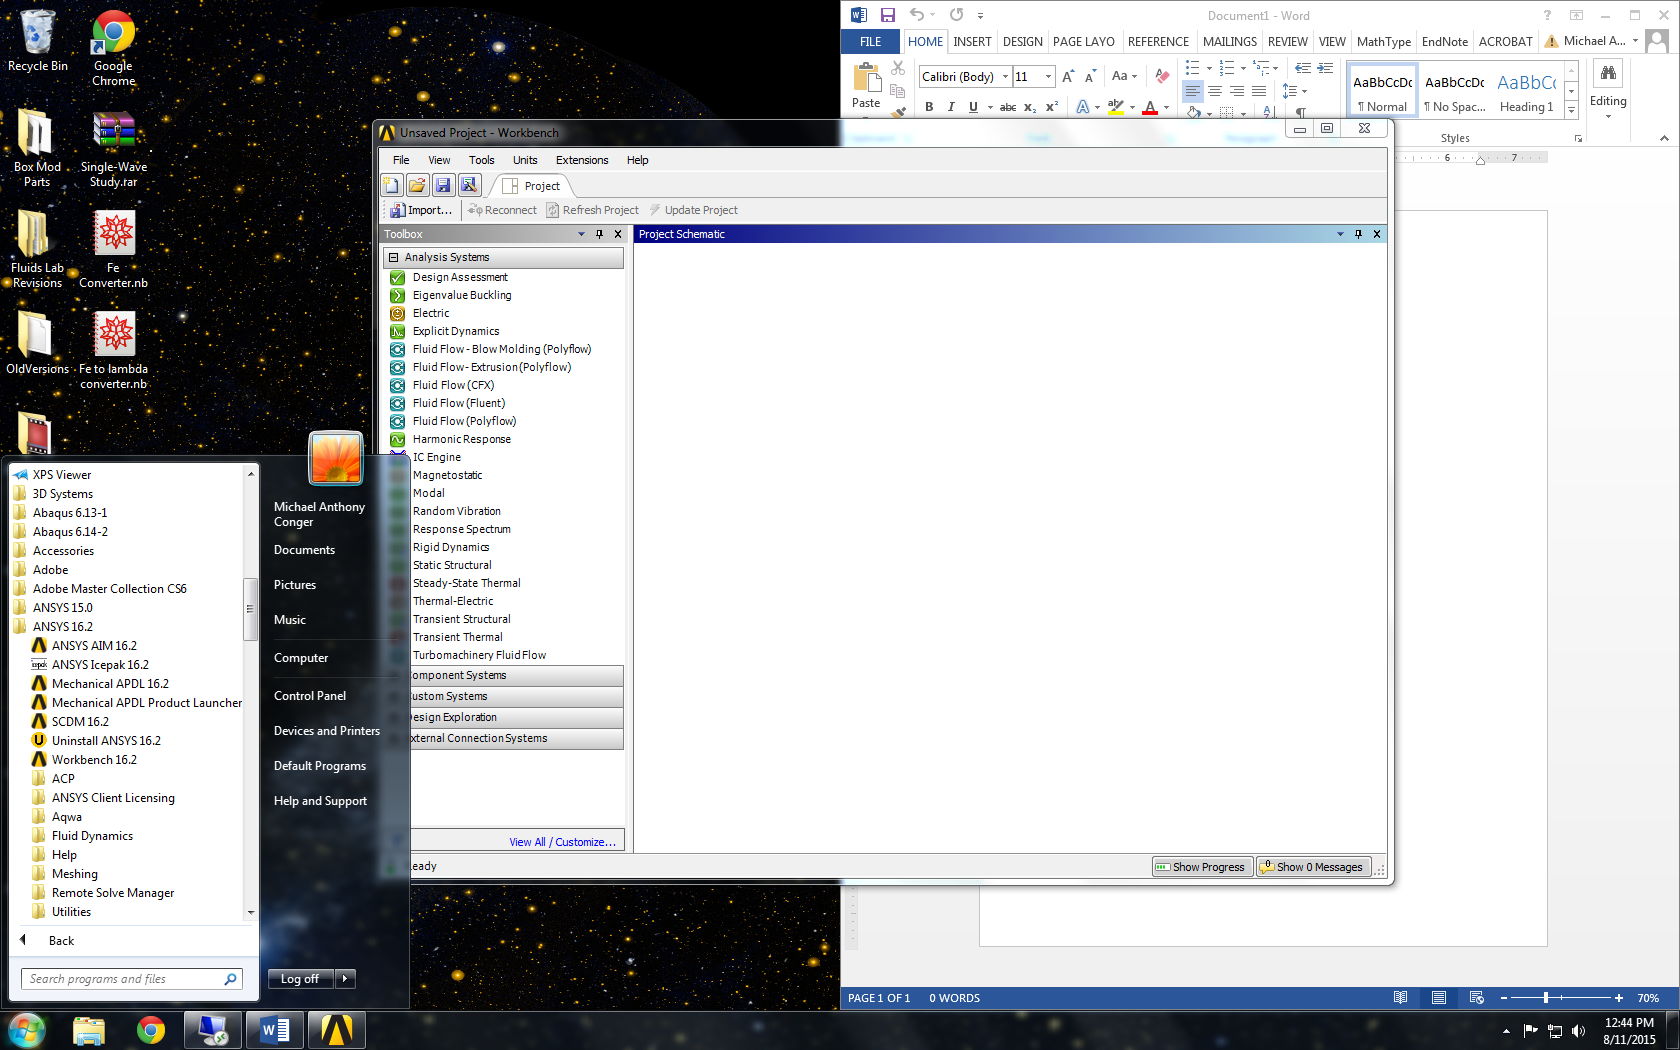 Recycle Bin
Google
Chrome
Box Mod
Parts
Single-Wave
Study.rar
Fluids Lab
Revisions
Fe
Converter.nb
OldVersions
Fe to lambda
converter.nb
Document1 - Word
FILE
HOME
INSERT
DESIGN
PAGE LAYO
REFERENCE
MAILINGS
REVIEW
VIEW
MathType
EndNote
ACROBAT
Michael A...
Paste
Calibri (Body)
11
Aa
B I U abc x₂ x²
AaBbCcDc
AaBbCcDc
AaBbCc
¶ Normal
¶ No Spac...
Heading 1
Styles
Editing
6
7
Unsaved Project - Workbench
File
View
Tools
Units
Extensions
Help
Project
Import...
Reconnect
Refresh Project
Update Project
Toolbox
Project Schematic
Analysis Systems
Design Assessment
Eigenvalue Buckling
Electric
Explicit Dynamics
Fluid Flow - Blow Molding (Polyflow)
Fluid Flow- Extrusion (Polyflow)
Fluid Flow (CFX)
Fluid Flow (Fluent)
Fluid Flow (Polyflow)
Harmonic Response
IC Engine
Magnetostatic
Modal
Random Vibration
Response Spectrum
Rigid Dynamics
Static Structural
Steady-State Thermal
Thermal-Electric
Transient Structural
Transient Thermal
Turbomachinery Fluid Flow
omponent Systems
ustom Systems
esign Exploration
xternal Connection Systems
View All / Customize...
eady
Show Progress
Show 0 Messages
XPS Viewer
3D Systems
Abaqus 6.13-1
Abaqus 6.14-2
Accessories
Adobe
Adobe Master Collection CS6
ANSYS 15.0
ANSYS 16.2
ANSYS AIM 16.2
ANSYS Icepak 16.2
Mechanical APDL 16.2
Mechanical APDL Product Launcher
SCDM 16.2
Uninstall ANSYS 16.2
Workbench 16.2
ACP
ANSYS Client Licensing
Aqwa
Fluid Dynamics
Help
Meshing
Remote Solve Manager
Utilities
Back
Search programs and files
Michael Anthony
Conger
Documents
Pictures
Music
Computer
Control Panel
Devices and Printers
Default Programs
Help and Support
Log off
PAGE 1 OF 1
0 WORDS
70%
12:44 PM
8/11/2015